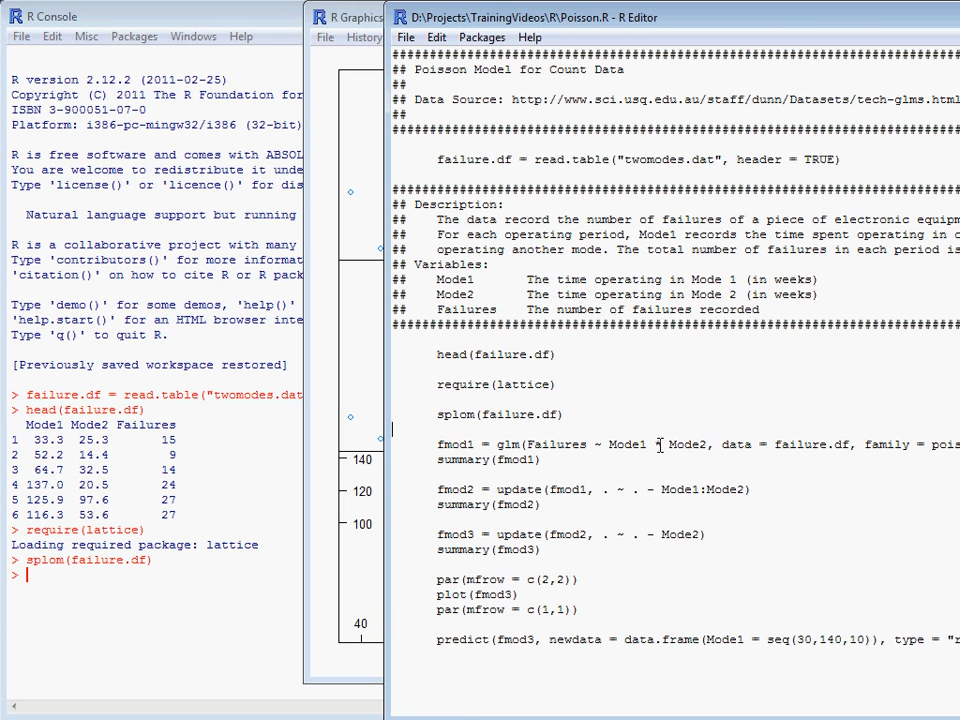 R Console
File Edit Misc Packages Windows Help
R version 2.12.2 (2011-02-25)
Copyright (C) 2011 The R Foundation for
ISBN 3-900051-07-0
Platform: i386-pc-mingw32/i386 (32-bit)
R is free software and comes with ABSOL
You are welcome to redistribute it unde
Type 'license()' or 'licence()' for dis
Natural language support but running
R is a collaborative project with many
Type 'contributors()' for more informat
'citation()' on how to cite R or R pack
Type 'demo()' for some demos, 'help()'
'help.start()' for an HTML browser inte
Type 'q()' to quit R.
[Previously saved workspace restored]
> failure.df = read.table("twomodes.dat
> head(failure.df)
Mode1 Mode2 Failures
1 33.3 25.3 15
2 52.2 14.4 9
3 64.7 32.5 14
4 137.0 20.5 24
5 125.9 97.6 27
6 116.3 53.6 27
> require(lattice)
Loading required package: lattice
> splom(failure.df)
>
R Graphics
File History
140
120
100
40
D:\Projects\TrainingVideos\R\Poisson.R - R Editor
File Edit Packages Help
############################################################################
## Poisson Model for Count Data
##
## Data Source: http://www.sci.usq.edu.au/staff/dunn/Datasets/tech-glms.html
##
############################################################################
failure.df = read.table("twomodes.dat", header = TRUE)
############################################################################
## Description:
## The data record the number of failures of a piece of electronic equipm
## For each operating period, Mode1 records the time spent operating in o
## operating another mode. The total number of failures in each period is
## Variables:
## Mode1 The time operating in Mode 1 (in weeks)
## Mode2 The time operating in Mode 2 (in weeks)
## Failures The number of failures recorded
############################################################################
head(failure.df)
require(lattice)
splom(failure.df)
fmod1 = glm(Failures ~ Mode1 * Mode2, data = failure.df, family = pois
summary(fmod1)
fmod2 = update(fmod1, . ~ . - Mode1:Mode2)
summary(fmod2)
fmod3 = update(fmod2, . ~ . - Mode2)
summary(fmod3)
par(mfrow = c(2,2))
plot(fmod3)
par(mfrow = c(1,1))
predict(fmod3, newdata = data.frame(Mode1 = seq(30,140,10)), type = "r